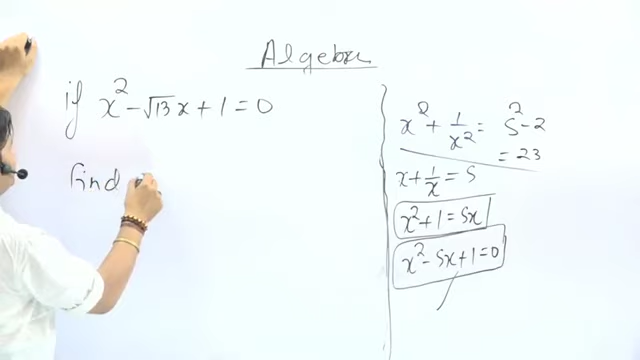 Algebra
if x² - √13 x + 1 = 0
find
x² + 1/x² = 5² - 2
= 23
x + 1/x = 5
x² + 1 = 5x
x² - 5x + 1 = 0